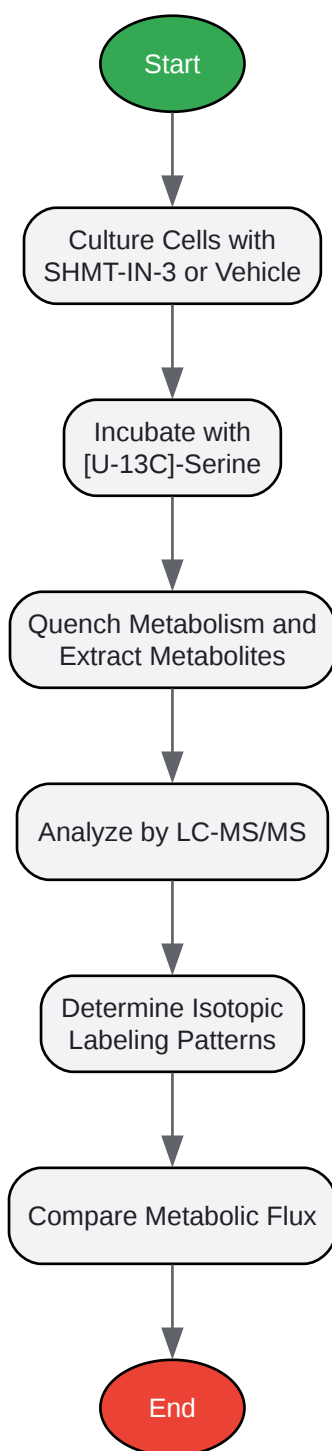 Start
Culture Cells with
SHMT-IN-3 or Vehicle
Incubate with
[U-13C]-Serine
Quench Metabolism and
Extract Metabolites
Analyze by LC-MS/MS
Determine Isotopic
Labeling Patterns
Compare Metabolic Flux
End